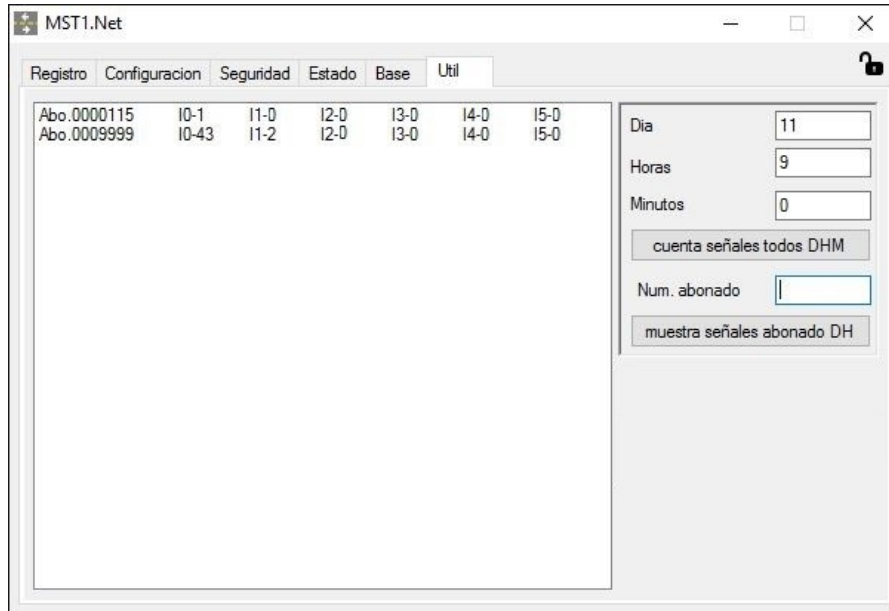 MST1.Net
Registro Configuracion Seguridad Estado Base Util
Abo.0000115 I0-1 I1-0 I2-0 I3-0 I4-0 I5-0
Abo.0009999 I0-43 I1-2 I2-0 I3-0 I4-0 I5-0
Dia 11
Horas 9
Minutos 0
cuenta señales todos DHM
Num. abonado
muestra señales abonado DH